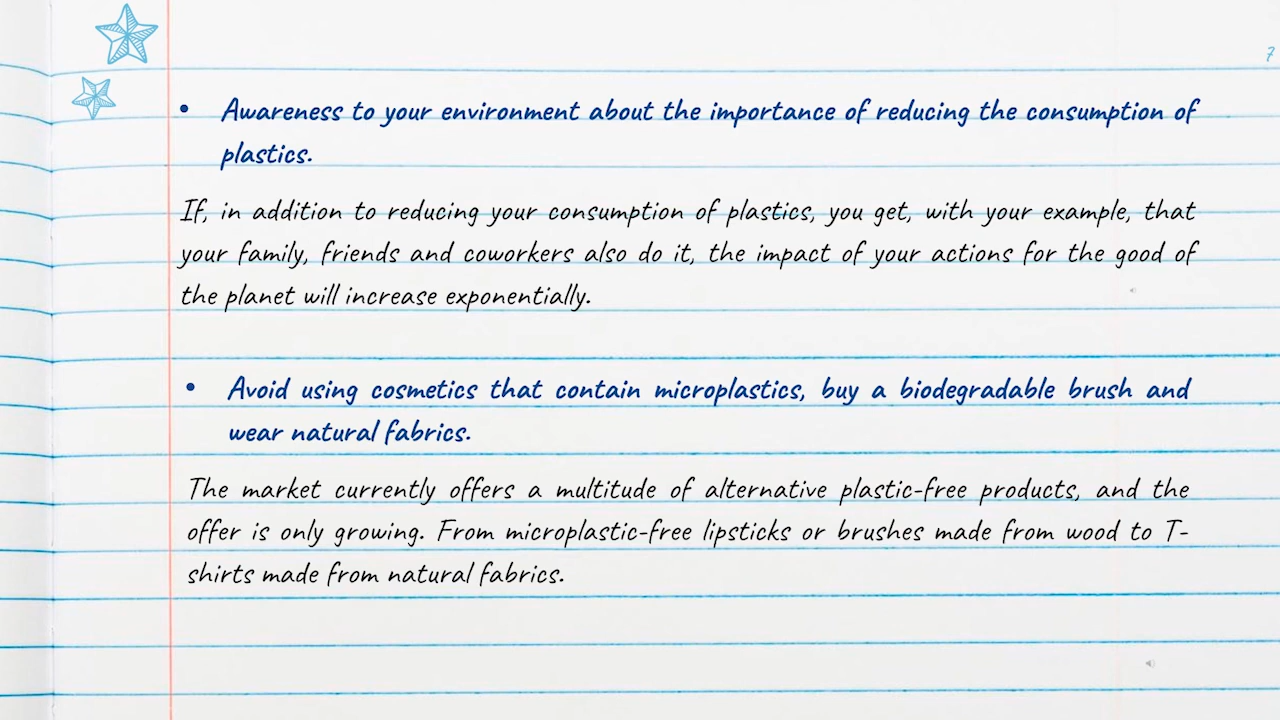 7
• Awareness to your environment about the importance of reducing the consumption of
plastics.
If, in addition to reducing your consumption of plastics, you get, with your example, that
your family, friends and coworkers also do it, the impact of your actions for the good of
the planet will increase exponentially.
• Avoid using cosmetics that contain microplastics, buy a biodegradable brush and
wear natural fabrics.
The market currently offers a multitude of alternative plastic-free products, and the
offer is only growing. From microplastic-free lipsticks or brushes made from wood to T-
shirts made from natural fabrics.